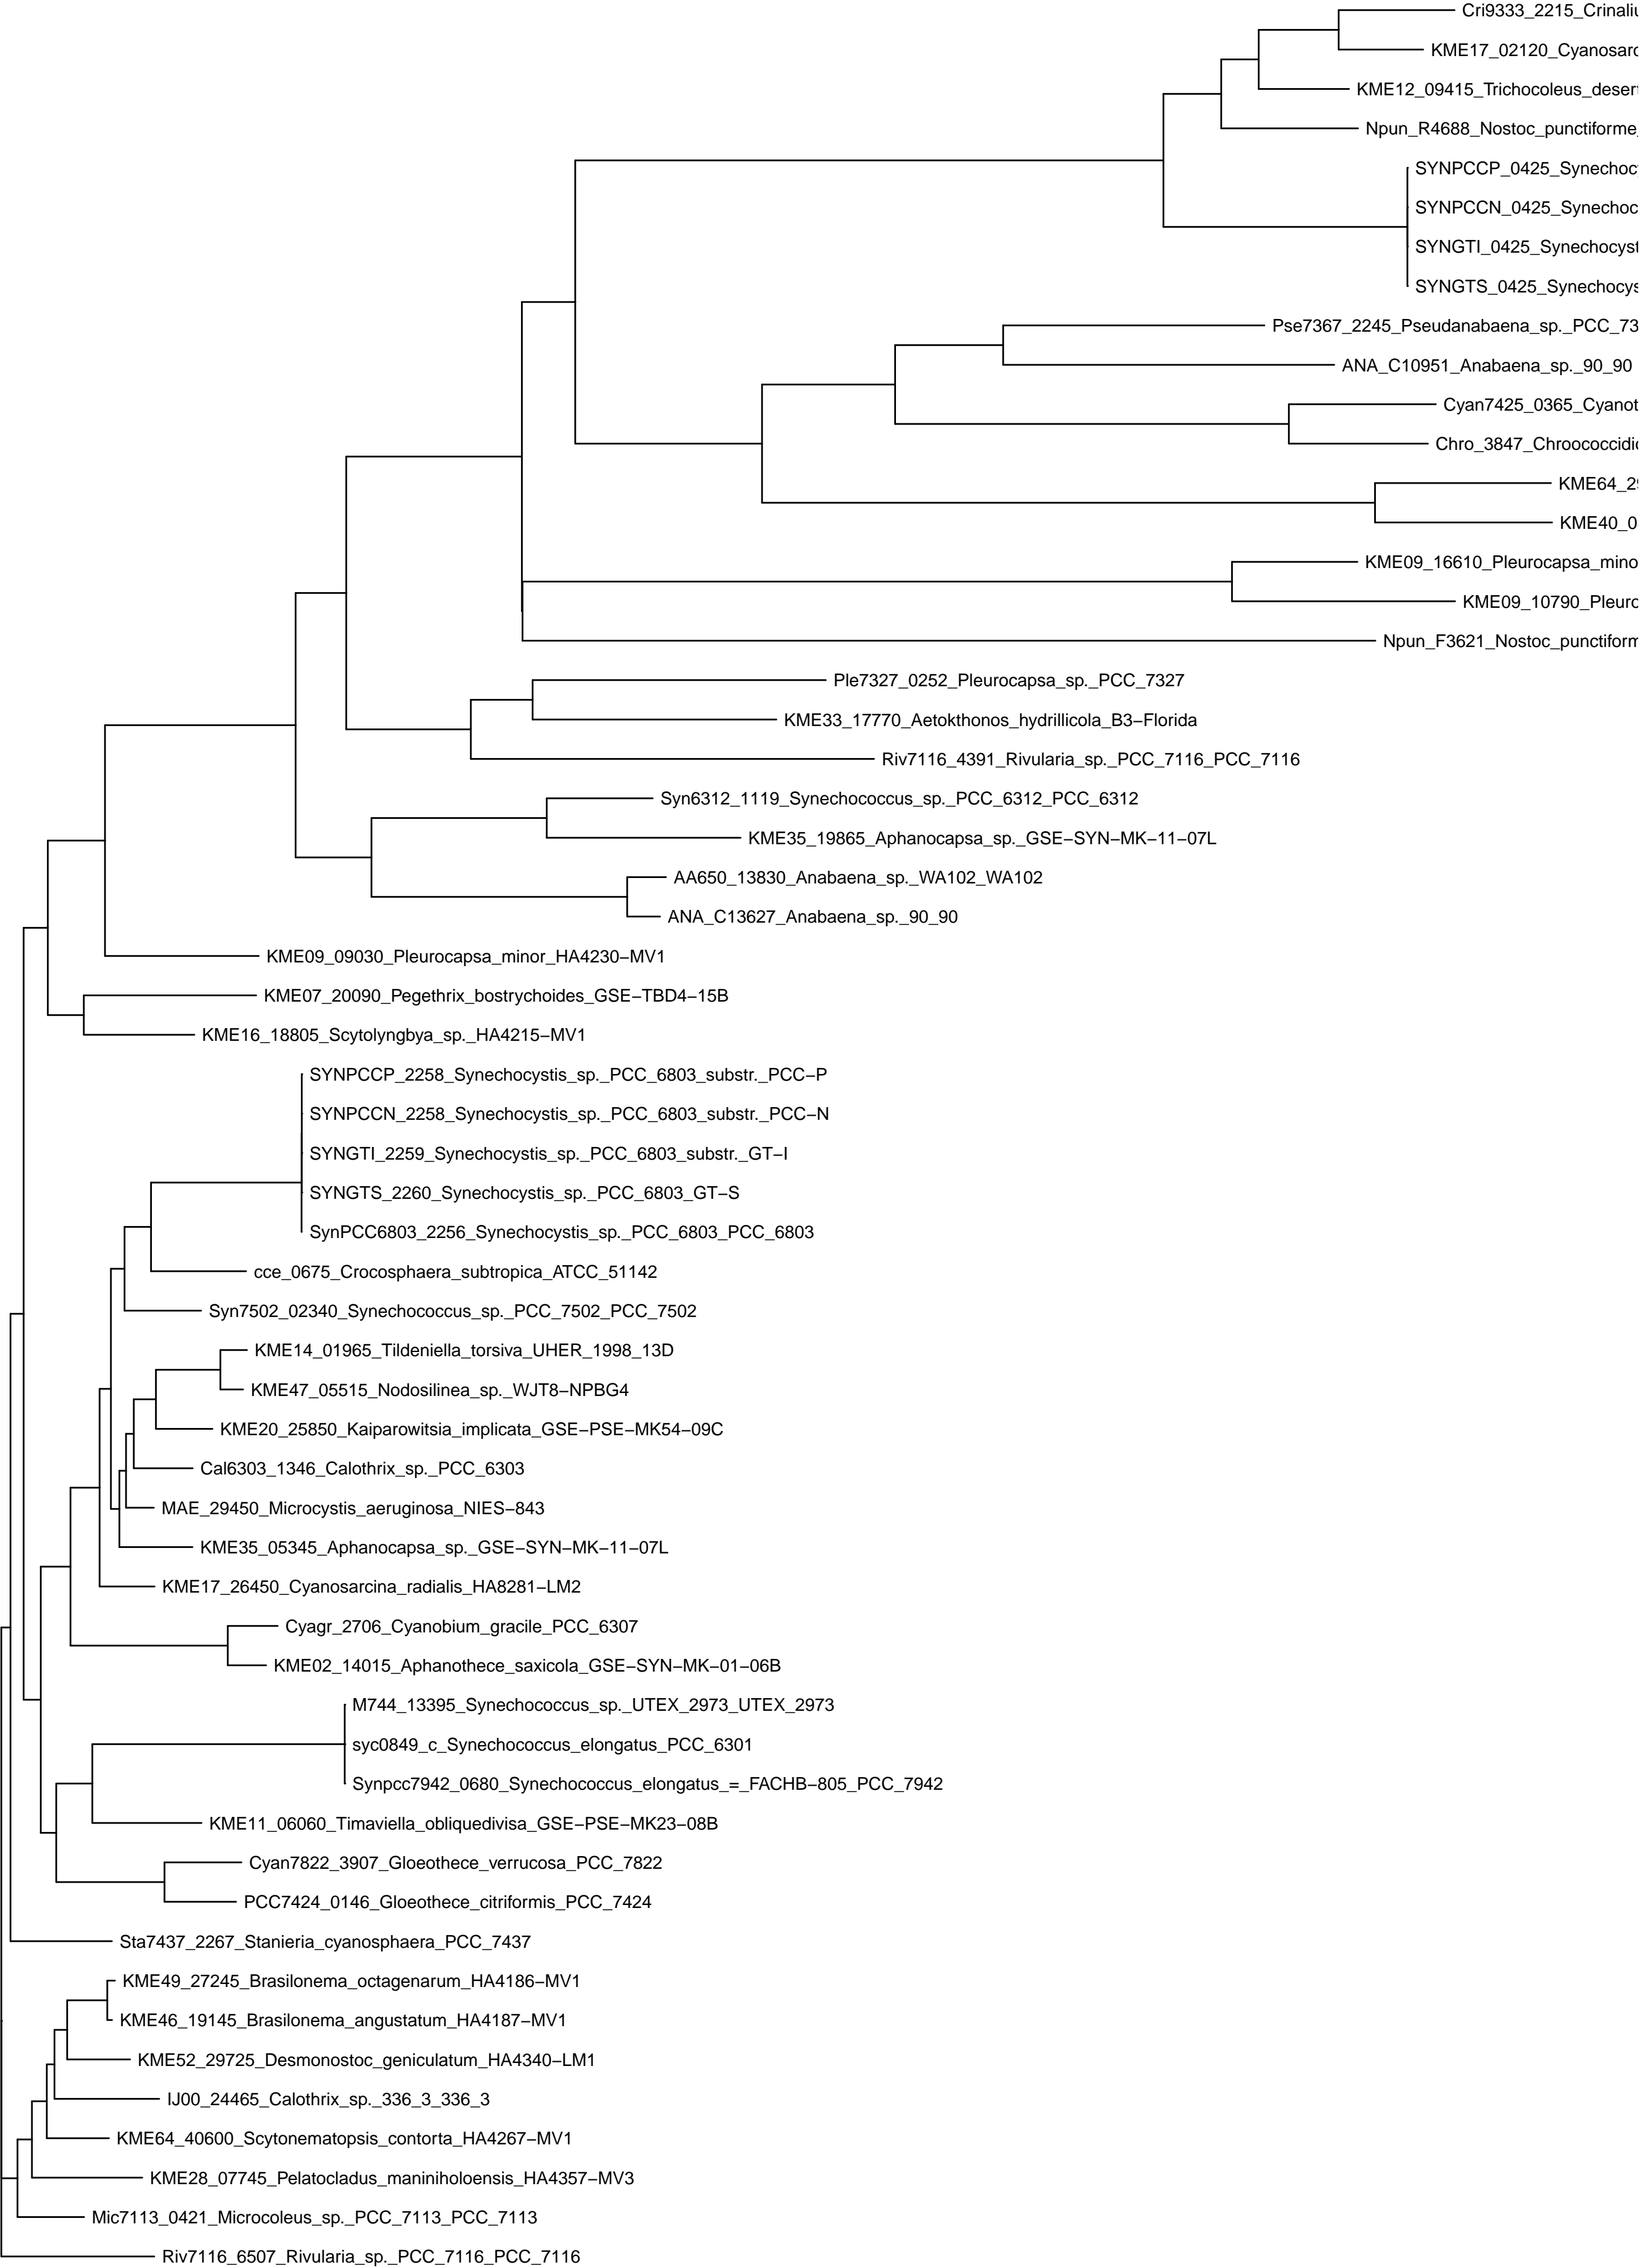 Cri9333_2215_Crinaliu
KME17_02120_Cyanosarc
KME12_09415_Trichocoleus_deser
Npun_R4688_Nostoc_punctiforme_
SYNPCCP_0425_Synechoc
SYNPCCN_0425_Synechoc
SYNGTI_0425_Synechocyst
SYNGTS_0425_Synechocys
Pse7367_2245_Pseudanabaena_sp._PCC_73
ANA_C10951_Anabaena_sp._90_90
Cyan7425_0365_Cyanot
Chro_3847_Chroococcidi
KME64_2
KME40_0
KME09_16610_Pleurocapsa_mino
KME09_10790_Pleuro
Npun_F3621_Nostoc_punctiform
Ple7327_0252_Pleurocapsa_sp._PCC_7327
KME33_17770_Aetokthonos_hydrillicola_B3−Florida
Riv7116_4391_Rivularia_sp._PCC_7116_PCC_7116
Syn6312_1119_Synechococcus_sp._PCC_6312_PCC_6312
KME35_19865_Aphanocapsa_sp._GSE−SYN−MK−11−07L
AA650_13830_Anabaena_sp._WA102_WA102
ANA_C13627_Anabaena_sp._90_90
KME09_09030_Pleurocapsa_minor_HA4230−MV1
KME07_20090_Pegethrix_bostrychoides_GSE−TBD4−15B
KME16_18805_Scytolyngbya_sp._HA4215−MV1
SYNPCCP_2258_Synechocystis_sp._PCC_6803_substr._PCC−P
SYNPCCN_2258_Synechocystis_sp._PCC_6803_substr._PCC−N
SYNGTI_2259_Synechocystis_sp._PCC_6803_substr._GT−I
SYNGTS_2260_Synechocystis_sp._PCC_6803_GT−S
SynPCC6803_2256_Synechocystis_sp._PCC_6803_PCC_6803
cce_0675_Crocosphaera_subtropica_ATCC_51142
Syn7502_02340_Synechococcus_sp._PCC_7502_PCC_7502
KME14_01965_Tildeniella_torsiva_UHER_1998_13D
KME47_05515_Nodosilinea_sp._WJT8−NPBG4
KME20_25850_Kaiparowitsia_implicata_GSE−PSE−MK54−09C
Cal6303_1346_Calothrix_sp._PCC_6303
MAE_29450_Microcystis_aeruginosa_NIES−843
KME35_05345_Aphanocapsa_sp._GSE−SYN−MK−11−07L
KME17_26450_Cyanosarcina_radialis_HA8281−LM2
Cyagr_2706_Cyanobium_gracile_PCC_6307
KME02_14015_Aphanothece_saxicola_GSE−SYN−MK−01−06B
M744_13395_Synechococcus_sp._UTEX_2973_UTEX_2973
syc0849_c_Synechococcus_elongatus_PCC_6301
Synpcc7942_0680_Synechococcus_elongatus_=_FACHB−805_PCC_7942
KME11_06060_Timaviella_obliquedivisa_GSE−PSE−MK23−08B
Cyan7822_3907_Gloeothece_verrucosa_PCC_7822
PCC7424_0146_Gloeothece_citriformis_PCC_7424
Sta7437_2267_Stanieria_cyanosphaera_PCC_7437
KME49_27245_Brasilonema_octagenarum_HA4186−MV1
KME46_19145_Brasilonema_angustatum_HA4187−MV1
KME52_29725_Desmonostoc_geniculatum_HA4340−LM1
IJ00_24465_Calothrix_sp._336_3_336_3
KME64_40600_Scytonematopsis_contorta_HA4267−MV1
KME28_07745_Pelatocladus_maniniholoensis_HA4357−MV3
Mic7113_0421_Microcoleus_sp._PCC_7113_PCC_7113
Riv7116_6507_Rivularia_sp._PCC_7116_PCC_7116